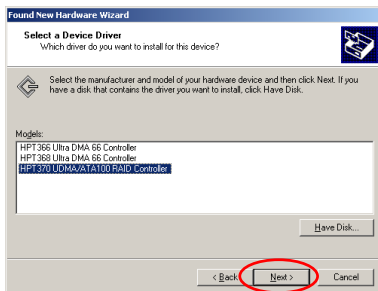 Found New Hardware Wizard
Select a Device Driver
Which driver do you want to install for this device?
Select the manufacturer and model of your hardware device and then click Next. If you
have a disk that contains the driver you want to install, click Have Disk.
Models:
HPT366 Ultra DMA 66 Controller
HPT368 Ultra DMA 66 Controller
HPT370 UDMA/ATA100 RAID Controller
Have Disk...
< Back Next > Cancel